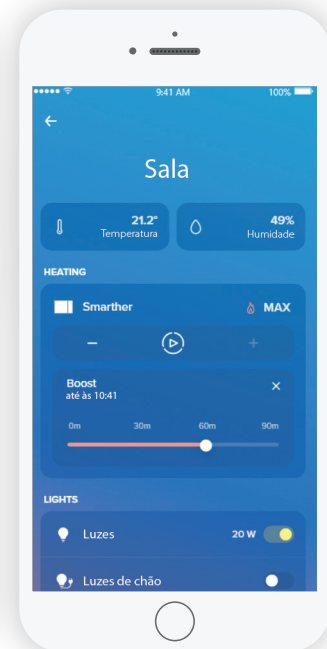 9:41 AM
100%
Sala
21.2°
Temperatura
49%
Humidade
HEATING
Smarther
MAX
Boost
até às 10:41
0m 30m 60m 90m
LIGHTS
Luzes
20 W
Luzes de chão